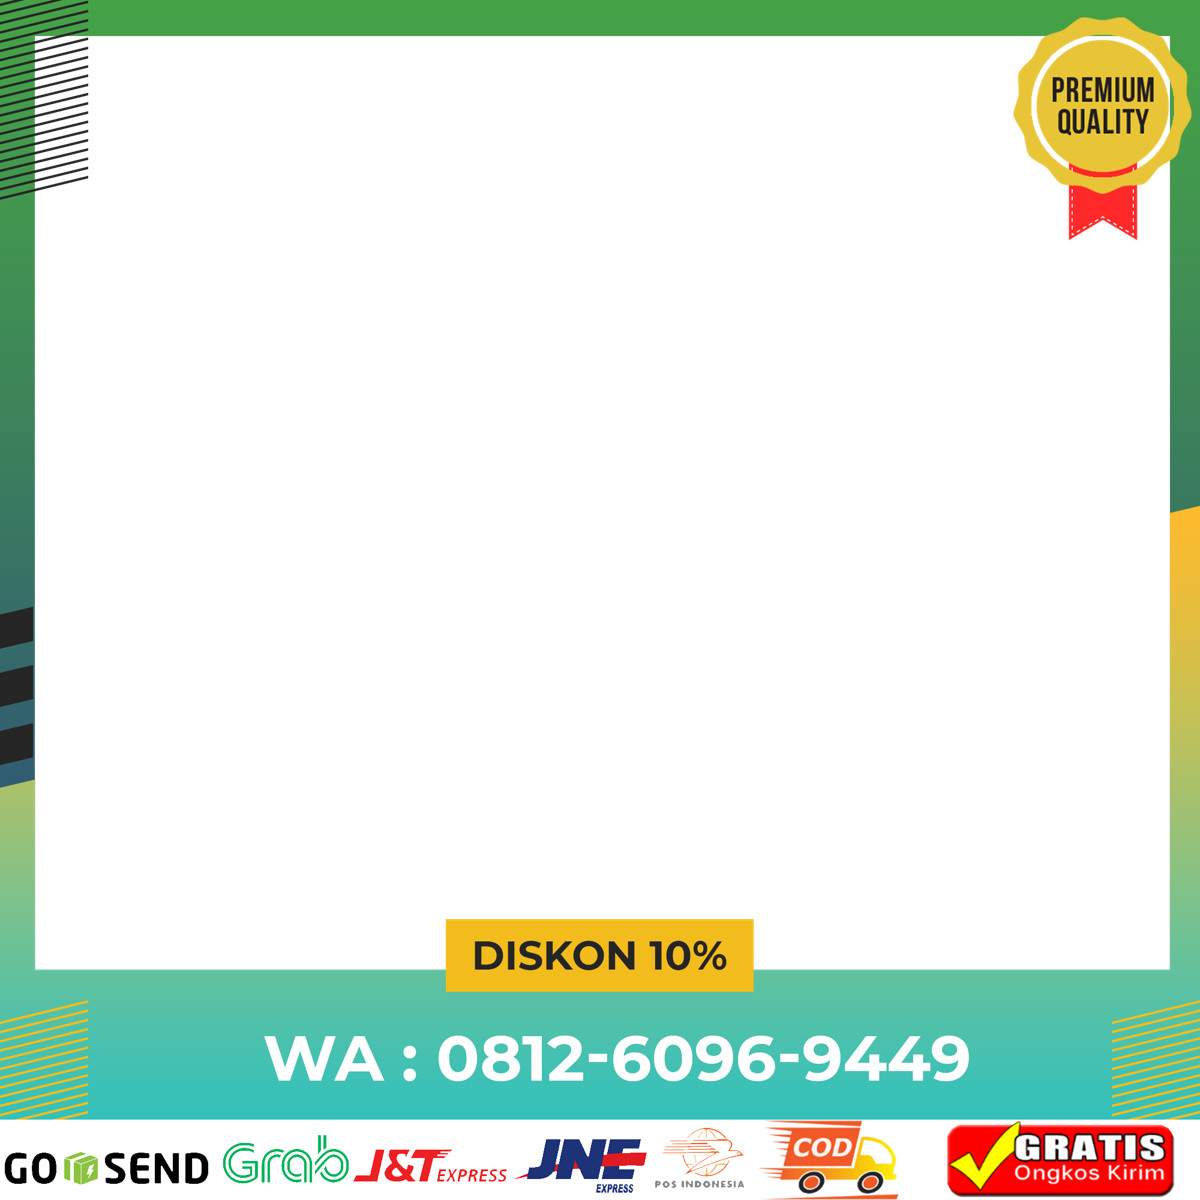 PREMIUM
QUALITY
DISKON 10%
WA : 0812-6096-9449
GO SEND
Grab
J&T EXPRESS
JNE
EXPRESS
POS INDONESIA
COD
GRATIS
Ongkos Kirim